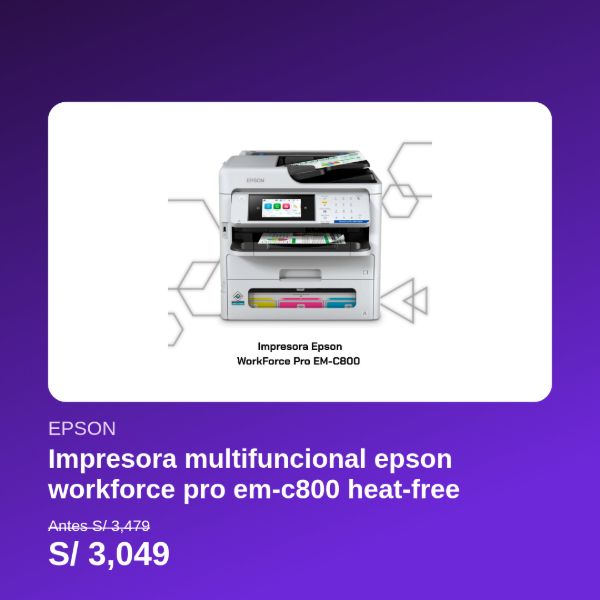 EPSON
Impresora Epson
WorkForce Pro EM-C800
EPSON
Impresora multifuncional epson
workforce pro em-c800 heat-free
Antes S/ 3,479
S/ 3,049